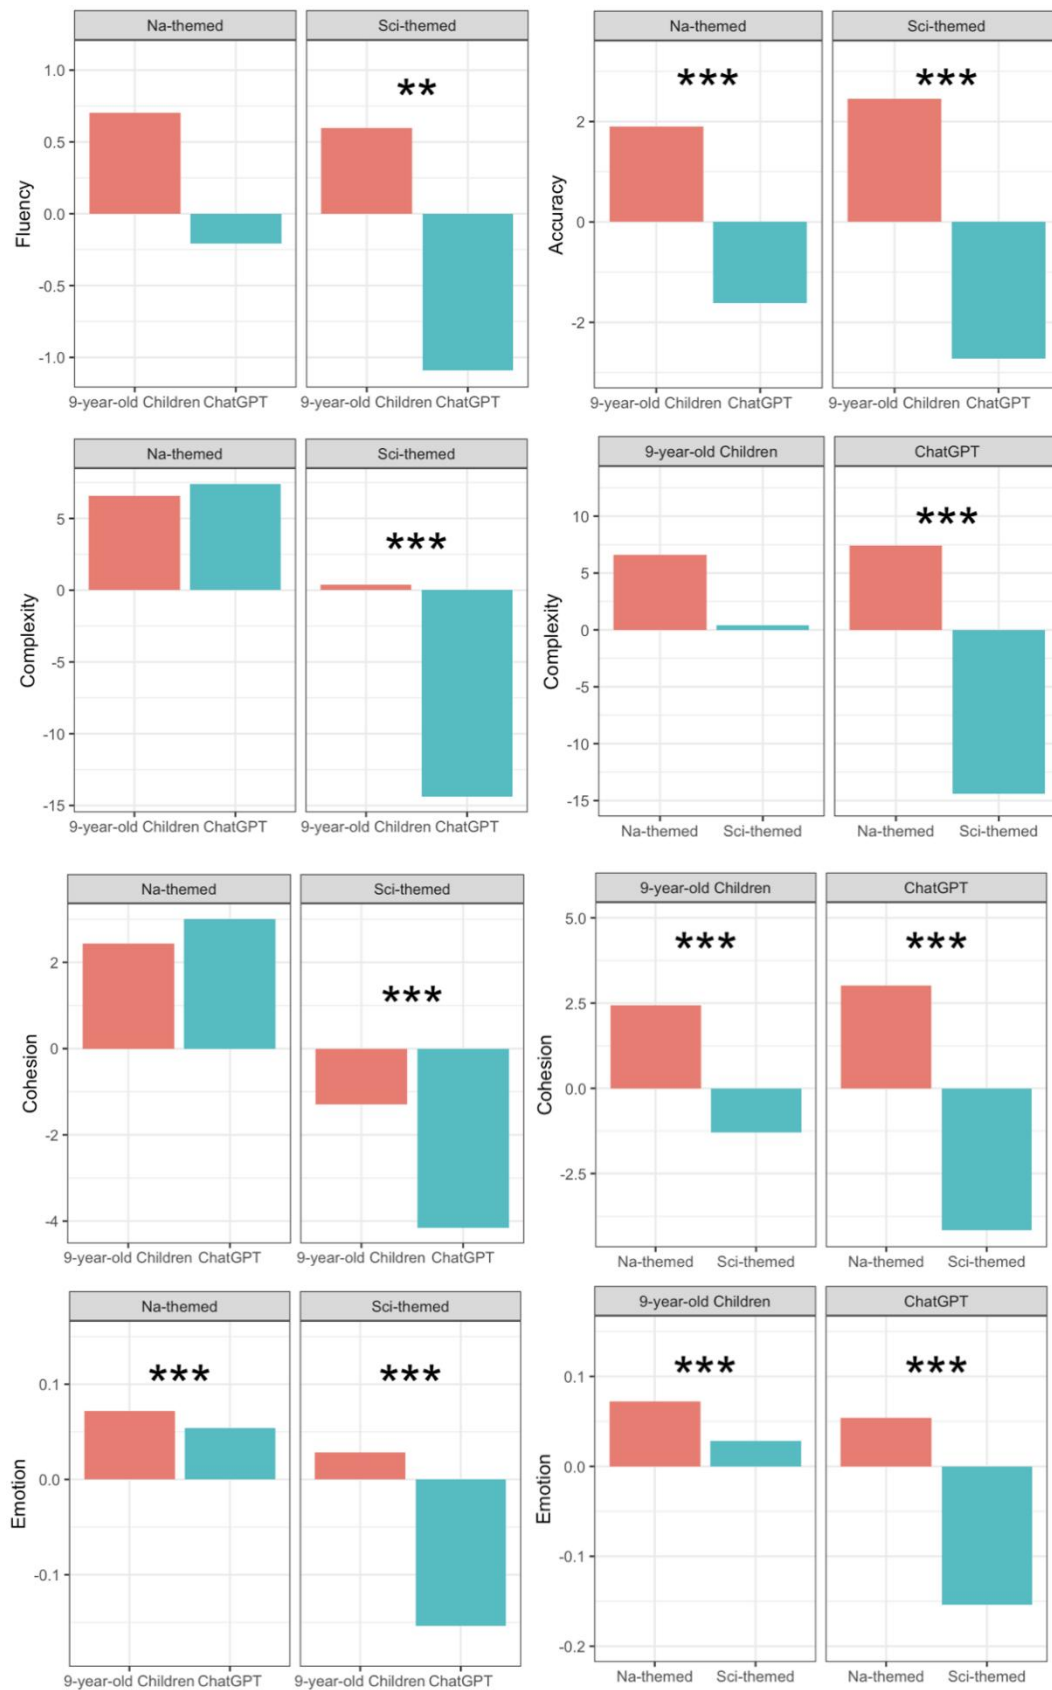 Na-themed Sci-themed
**
1.0
0.5
0.0
-0.5
-1.0
Fluency
9-year-old Children ChatGPT 9-year-old Children ChatGPT
Na-themed Sci-themed
*** ***
2
0
-2
Accuracy
9-year-old Children ChatGPT 9-year-old Children ChatGPT
Na-themed Sci-themed
***
5
0
-5
-10
-15
Complexity
9-year-old Children ChatGPT 9-year-old Children ChatGPT
9-year-old Children ChatGPT
***
10
5
0
-5
-10
-15
Complexity
Na-themed Sci-themed Na-themed Sci-themed
Na-themed Sci-themed
***
2
0
-2
-4
Cohesion
9-year-old Children ChatGPT 9-year-old Children ChatGPT
9-year-old Children ChatGPT
*** ***
5.0
2.5
0.0
-2.5
Cohesion
Na-themed Sci-themed Na-themed Sci-themed
Na-themed Sci-themed
*** ***
0.1
0.0
-0.1
Emotion
9-year-old Children ChatGPT 9-year-old Children ChatGPT
9-year-old Children ChatGPT
*** ***
0.1
0.0
-0.1
-0.2
Emotion
Na-themed Sci-themed Na-themed Sci-themed